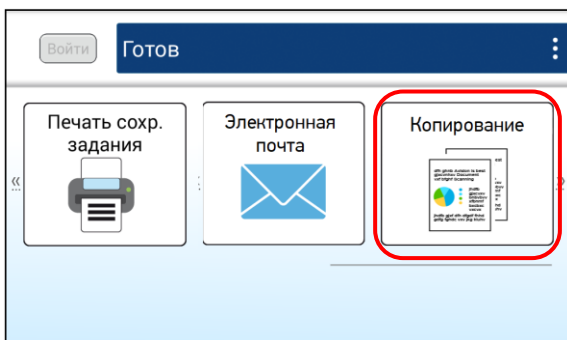 Войти
Готов
Печать сохр.
задания
Электронная
почта
Копирование
«
»